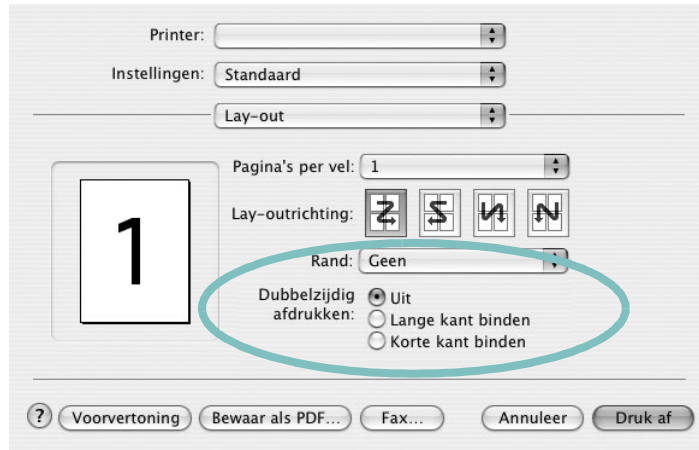 Printer:
Instellingen: Standaard
Lay-out
Pagina's per vel: 1
Lay-outrichting:
1
Rand: Geen
Dubbelzijdig afdrukken:
Uit
Lange kant binden
Korte kant binden
? Voorvertoning Bewaar als PDF... Fax... Annuleer Druk af